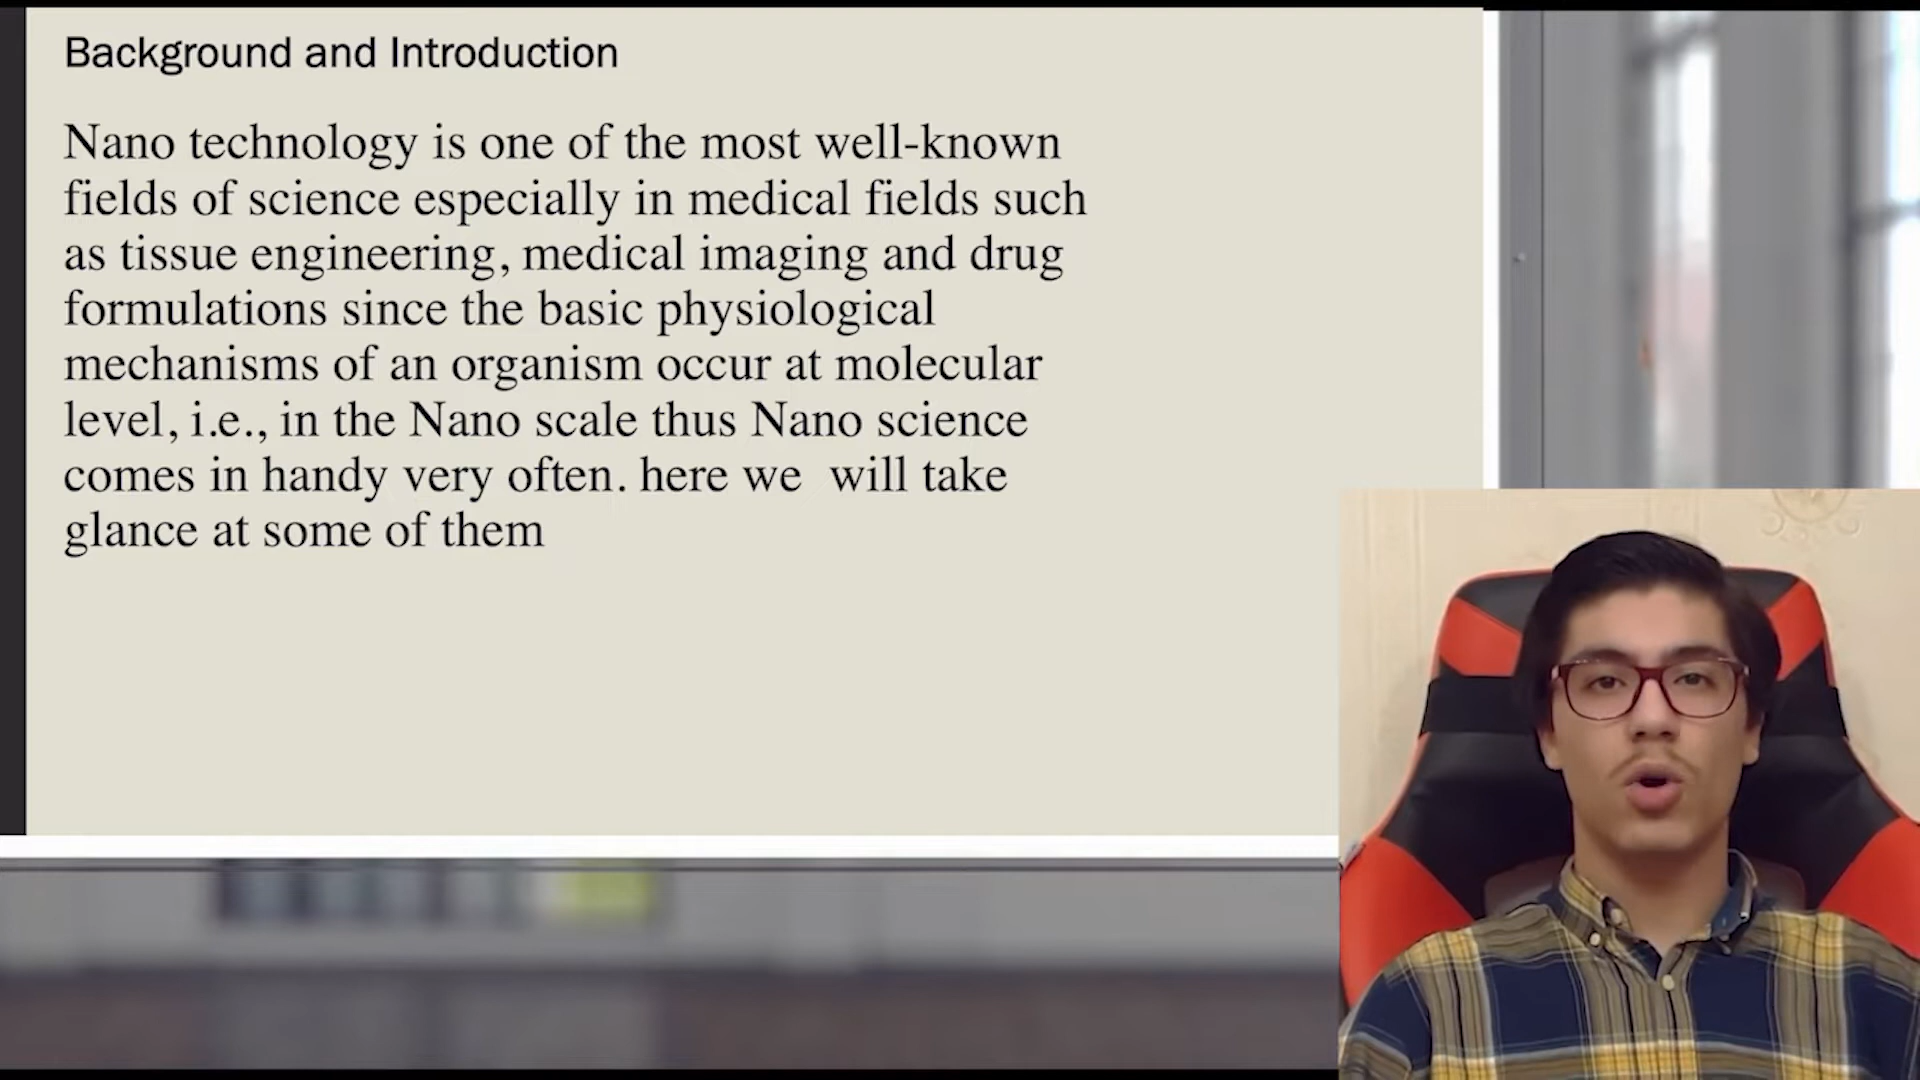 Background and Introduction
Nano technology is one of the most well-known
fields of science especially in medical fields such
as tissue engineering, medical imaging and drug
formulations since the basic physiological
mechanisms of an organism occur at molecular
level, i.e., in the Nano scale thus Nano science
comes in handy very often. here we  will take
glance at some of them